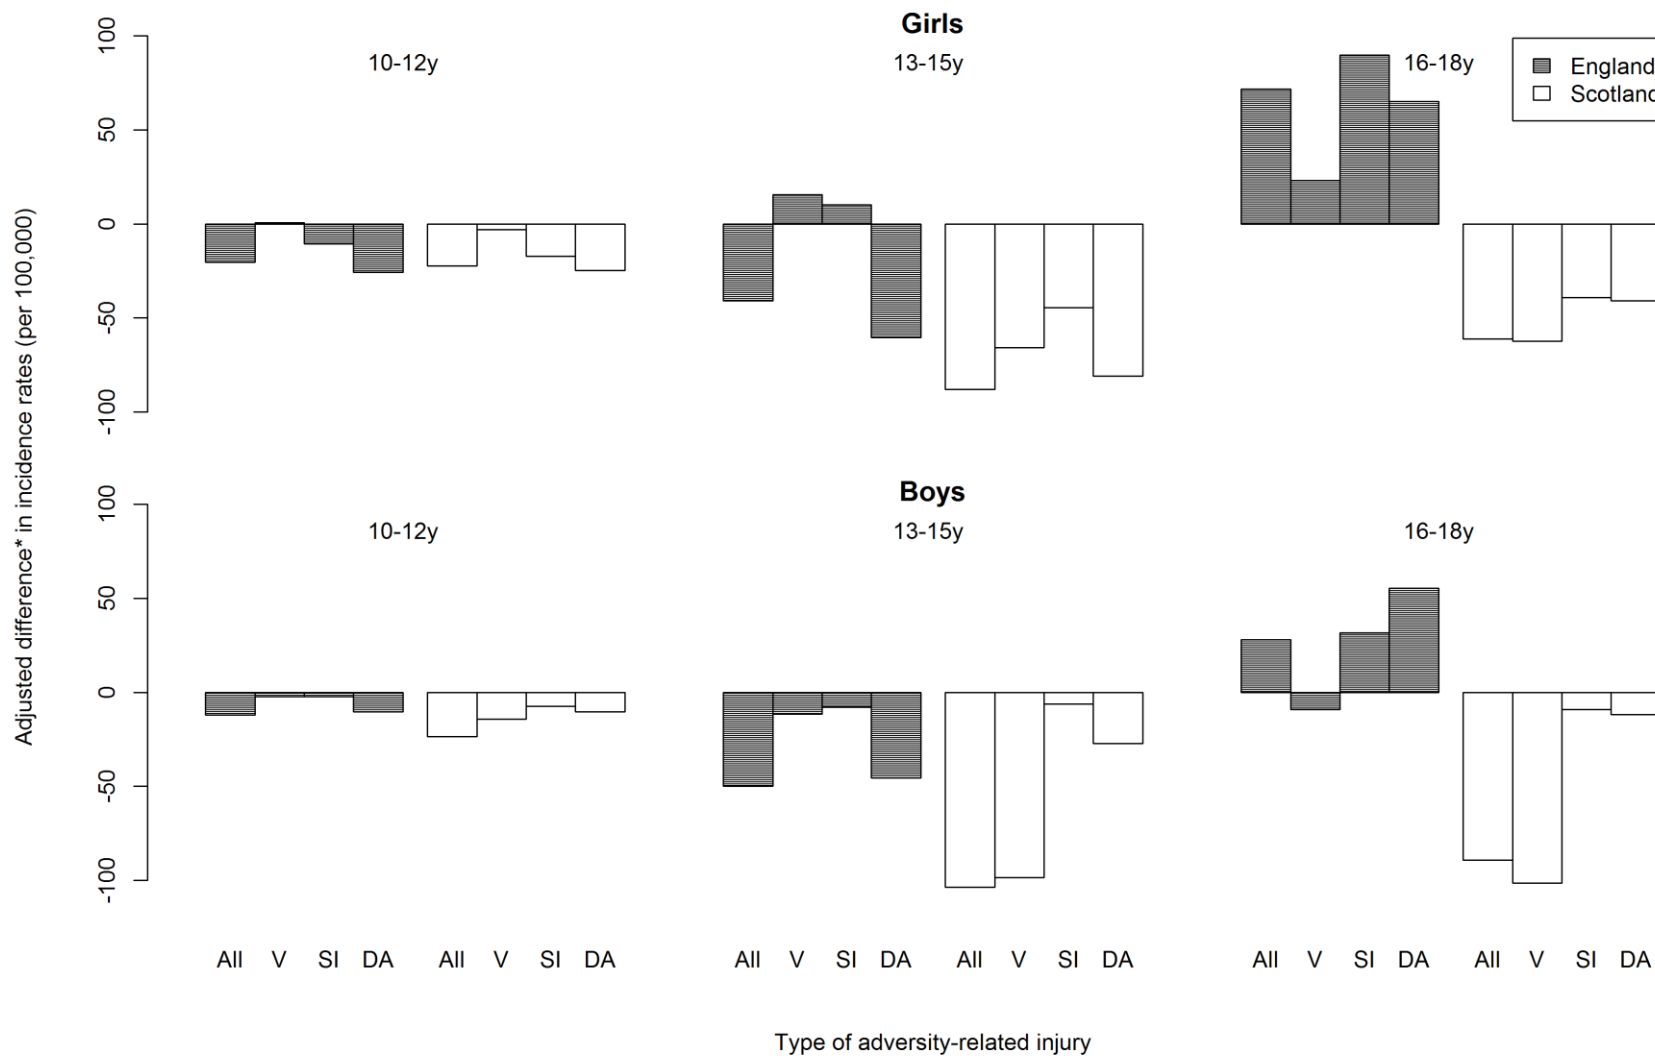 Girls
10-12y
13-15y
16-18y
England
Scotland
100
50
0
-50
-100
Adjusted difference* in incidence rates (per 100,000)
Boys
10-12y
13-15y
16-18y
100
50
0
-50
-100
All V SI DA All V SI DA All V SI DA All V SI DA All V SI DA All V SI DA
Type of adversity-related injury